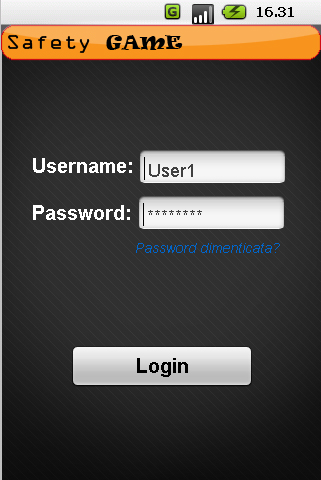 G 16.31
Safety GAME
Username: User1
Password: ********
Password dimenticata?
Login